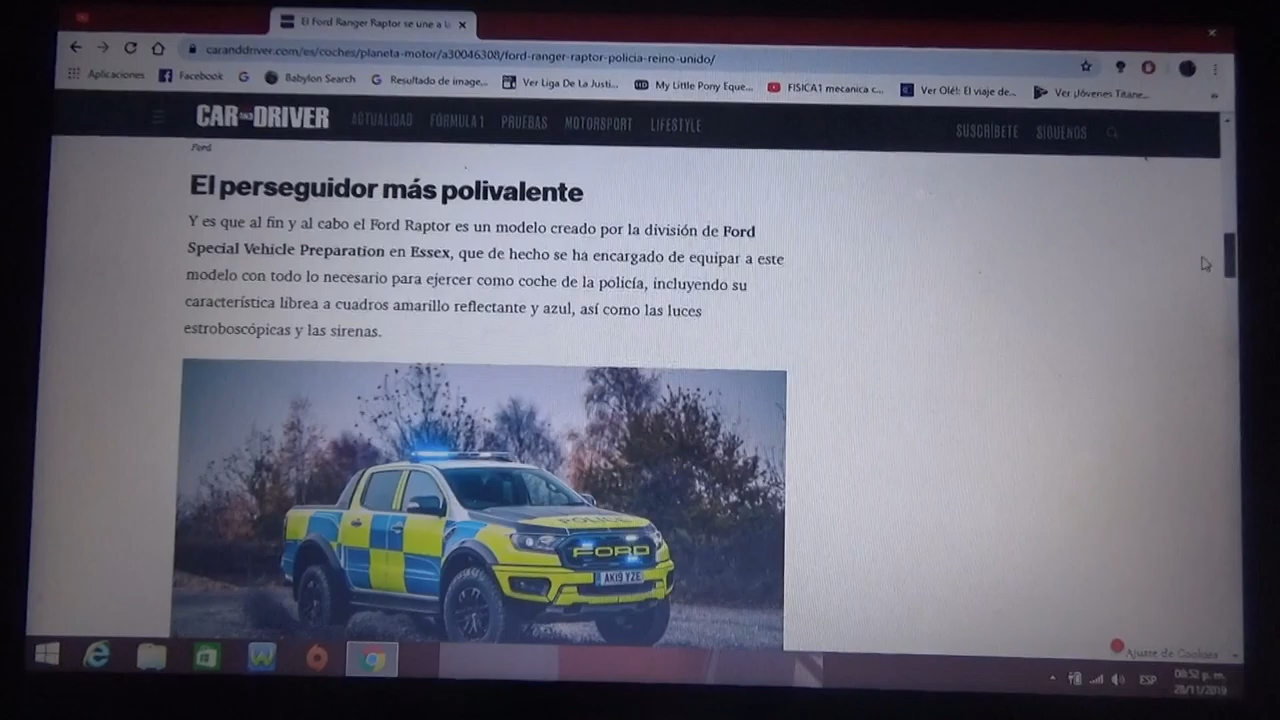 El Ford Ranger Raptor se une a la
caranddriver.com/es/coches/planeta-motor/a30046308/ford-ranger-raptor-policia-reino-unido/
Aplicaciones Facebook Babylon Search Resultado de image... Ver Liga De La Justi... My Little Pony Eque... FISICA1 mecanica c... Ver Olé!: El viaje de... Ver ¡Jóvenes Titane...
CAR AND DRIVER ACTUALIDAD FÓRMULA 1 PRUEBAS MOTORSPORT LIFESTYLE SUSCRÍBETE SÍGUENOS
Ford
El perseguidor más polivalente
Y es que al fin y al cabo el Ford Raptor es un modelo creado por la división de Ford
Special Vehicle Preparation en Essex, que de hecho se ha encargado de equipar a este
modelo con todo lo necesario para ejercer como coche de la policía, incluyendo su
característica librea a cuadros amarillo reflectante y azul, así como las luces
estroboscópicas y las sirenas.
POLICE
FORD
AK19 YZE
Ajuste de Cookies
ESP
08:52 p. m.
28/11/2019